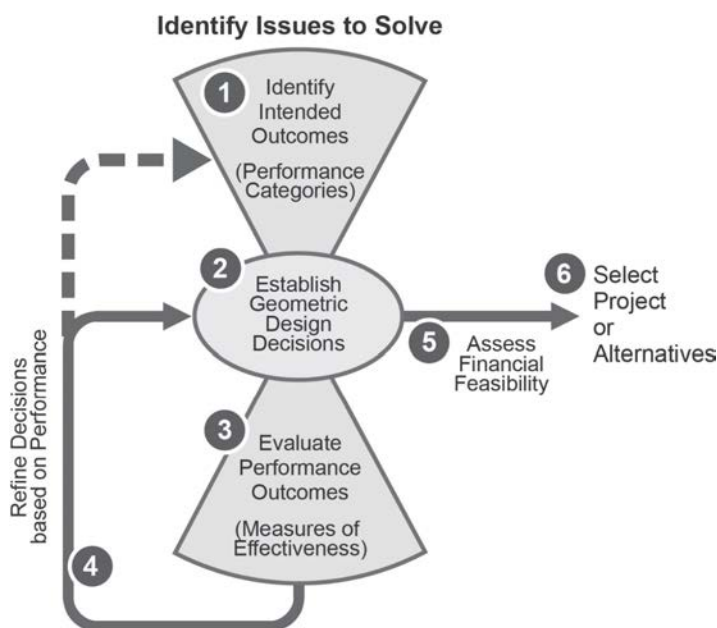 Identify Issues to Solve
1
Identify
Intended
Outcomes
(Performance
Categories)
2
Establish
Geometric
Design
Decisions
3
Evaluate
Performance
Outcomes
(Measures of
Effectiveness)
4
Refine Decisions
based on Performance
5
Assess
Financial
Feasibility
6
Select
Project
or
Alternatives